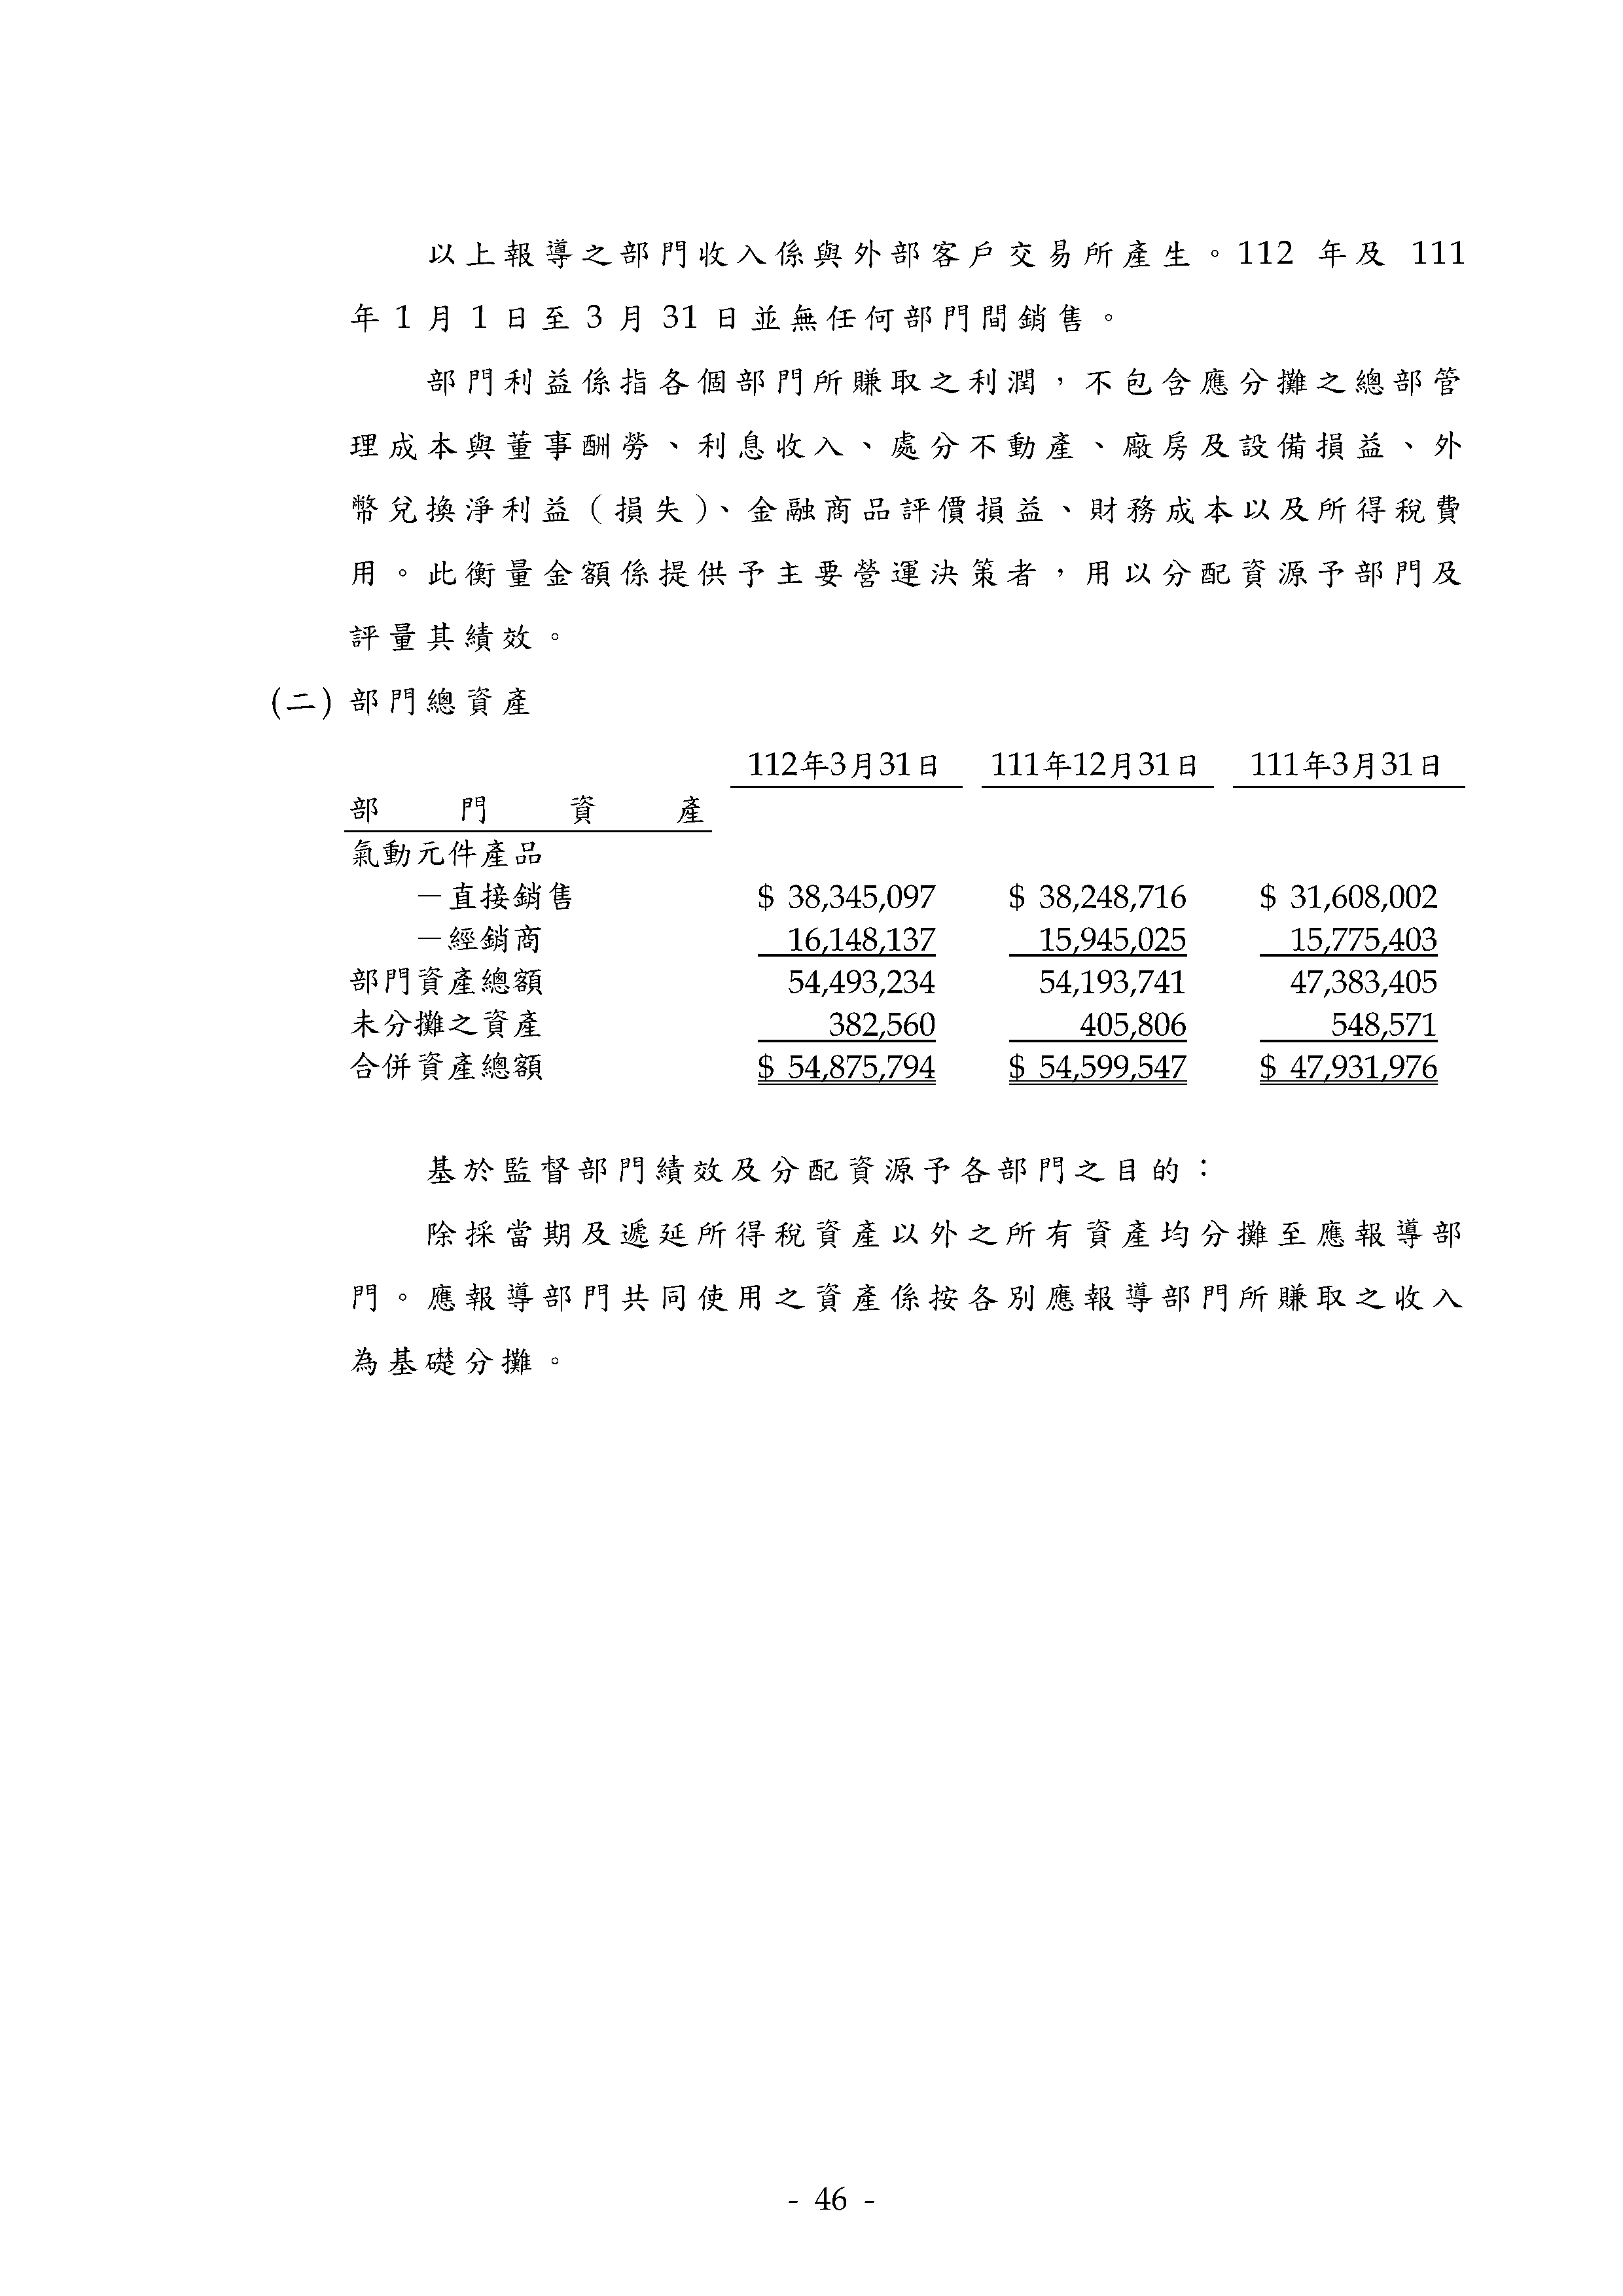 以上報導之部門收入係與外部客戶交易所產生。112 年及 111
年 1 月 1 日至 3 月 31 日並無任何部門間銷售。
部門利益係指各個部門所賺取之利潤，不包含應分攤之總部管
理成本與董事酬勞、利息收入、處分不動產、廠房及設備損益、外
幣兌換淨利益（損失）、金融商品評價損益、財務成本以及所得稅費
用。此衡量金額係提供予主要營運決策者，用以分配資源予部門及
評量其績效。
(二) 部門總資產
112年3月31日 111年12月31日 111年3月31日
部門資產
氣動元件產品
－直接銷售 $ 38,345,097 $ 38,248,716 $ 31,608,002
－經銷商 16,148,137 15,945,025 15,775,403
部門資產總額 54,493,234 54,193,741 47,383,405
未分攤之資產 382,560 405,806 548,571
合併資產總額 $ 54,875,794 $ 54,599,547 $ 47,931,976
基於監督部門績效及分配資源予各部門之目的：
除採當期及遞延所得稅資產以外之所有資產均分攤至應報導部
門。應報導部門共同使用之資產係按各別應報導部門所賺取之收入
為基礎分攤。
- 46 -